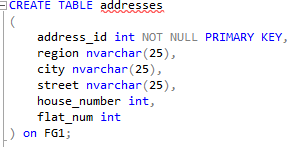 CREATE TABLE addresses
(
address_id int NOT NULL PRIMARY KEY,
region nvarchar(25),
city nvarchar(25),
street nvarchar(25),
house_number int,
flat_num int
) on FG1;